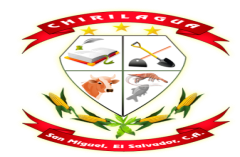 CHIRILAGUA
San Miguel, El Salvador, C.A.